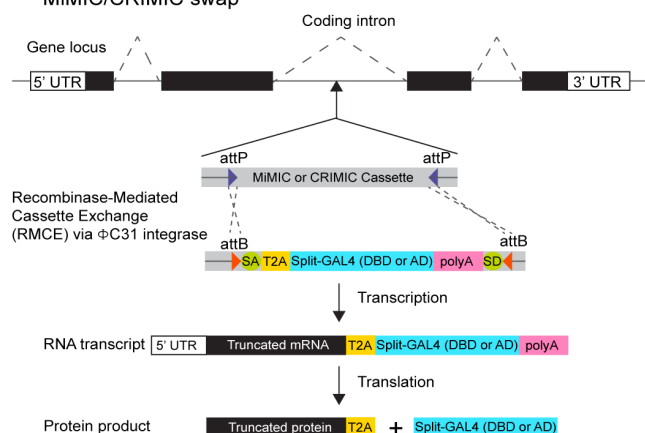 MiMIC/CRIMIC swap
Coding intron
Gene locus
5' UTR
3' UTR
attP
attP
MiMIC or CRIMIC Cassette
Recombinase-Mediated
Cassette Exchange
(RMCE) via ΦC31 integrase
attB
attB
SA T2A Split-GAL4 (DBD or AD) polyA SD
Transcription
RNA transcript 5' UTR Truncated mRNA T2A Split-GAL4 (DBD or AD) polyA
Translation
Protein product Truncated protein T2A + Split-GAL4 (DBD or AD)